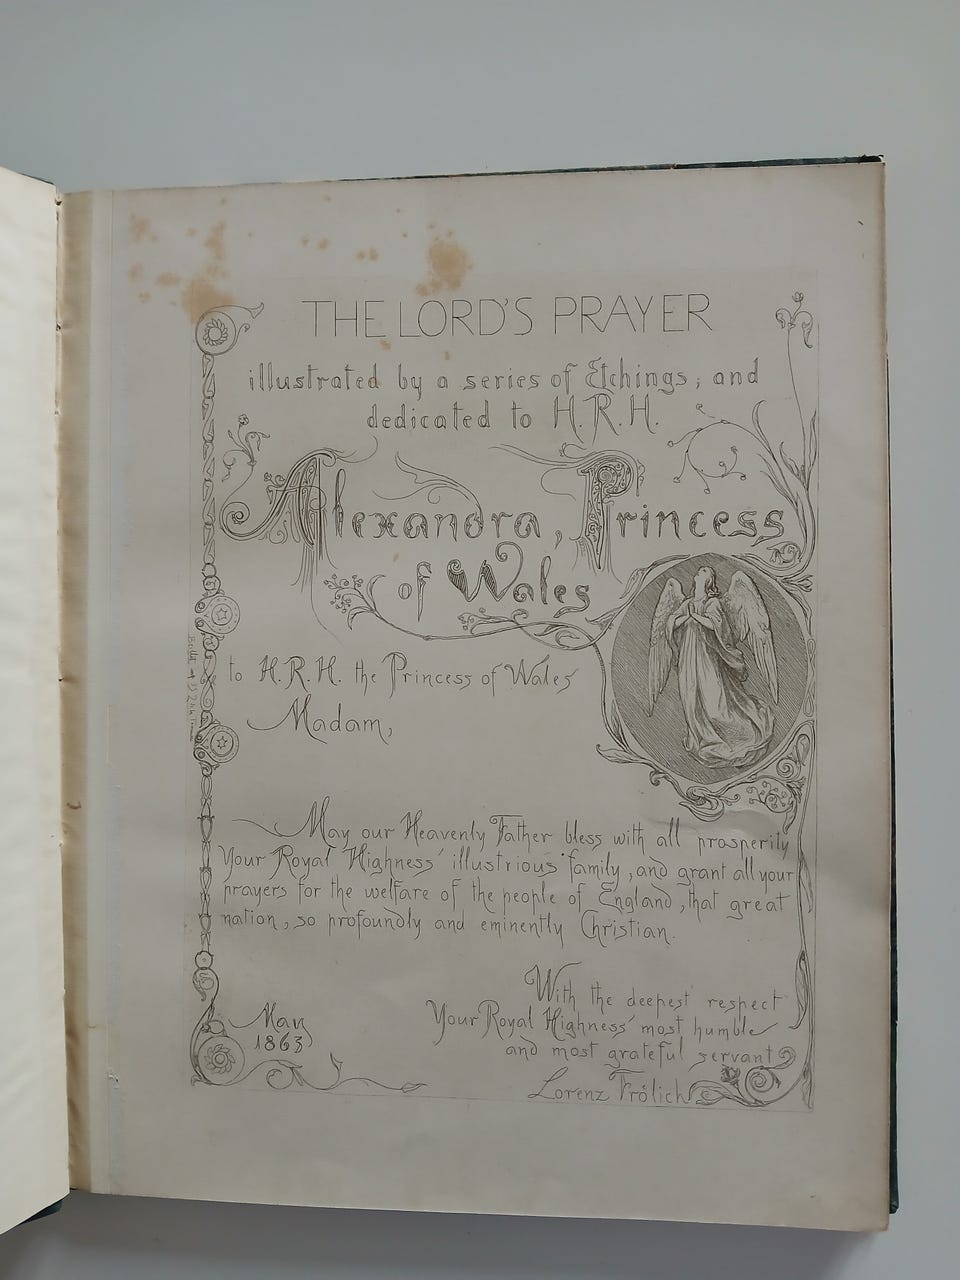 THE LORD'S PRAYER
illustrated by a series of Etchings, and
dedicated to H.R.H.
Alexandra, Princess
of Wales
to H.R.H. the Princess of Wales
Madam,
May our Heavenly Father bless with all prosperity
Your Royal Highness' illustrious family, and grant all your
prayers for the welfare of the people of England, that great
nation, so profoundly and eminently Christian.
With the deepest respect
Your Royal Highness' most humble
and most grateful servant
Lorenz Frölich
May
1863